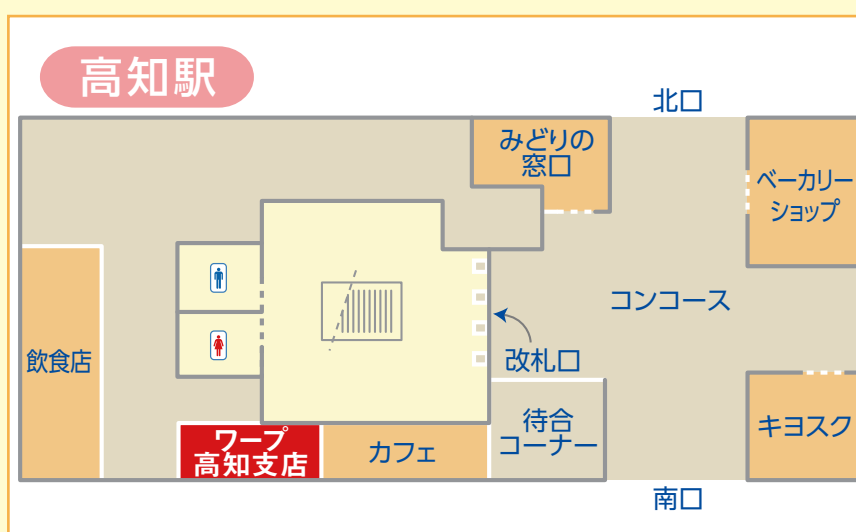 高知駅
北口
みどりの
窓口
ベーカリー
ショップ
コンコース
改札口
飲食店
ワープ
高知支店
カフェ
待合
コーナー
キヨスク
南口